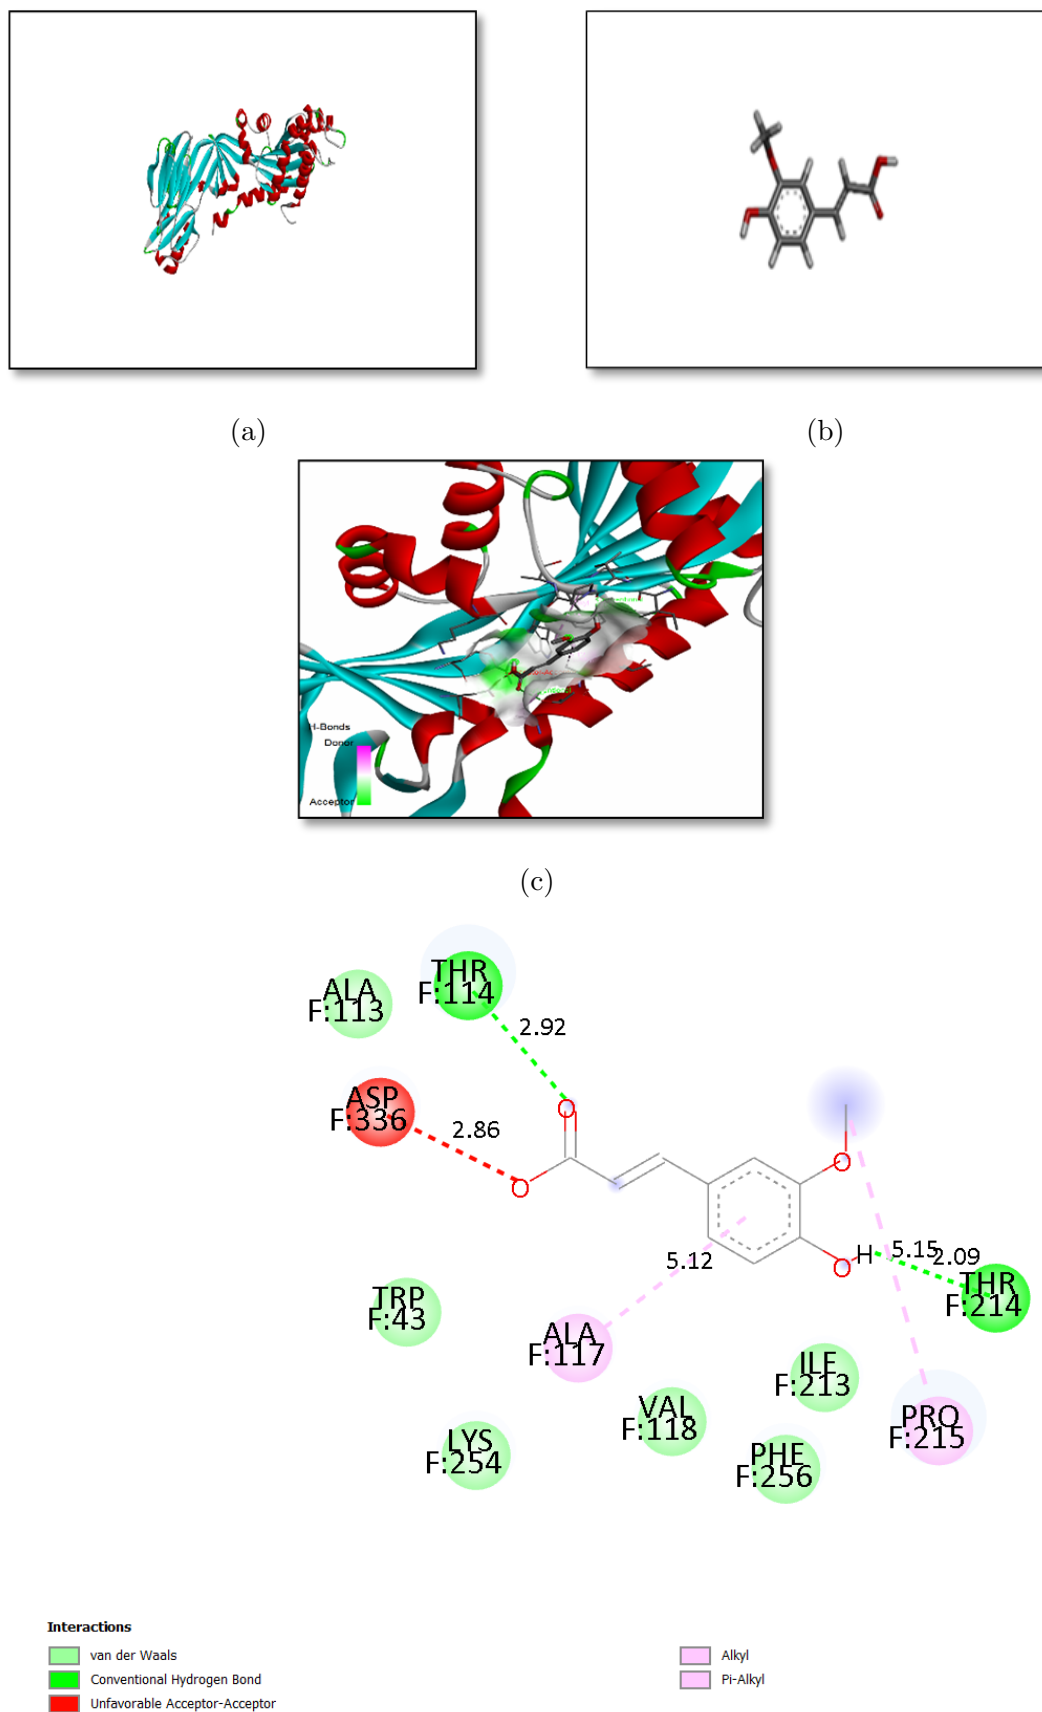 (a)
(b)
H-Bonds
Donor
Acceptor
(c)
THR
F:114
ALA
F:113
2.92
ASP
F:336
2.86
O
O
O
O
H
5.15
2.09
5.12
THR
F:214
TRP
F:43
ALA
F:117
ILE
F:213
VAL
F:118
PRO
F:215
LYS
F:254
PHE
F:256
Interactions
van der Waals
Conventional Hydrogen Bond
Unfavorable Acceptor-Acceptor
Alkyl
Pi-Alkyl